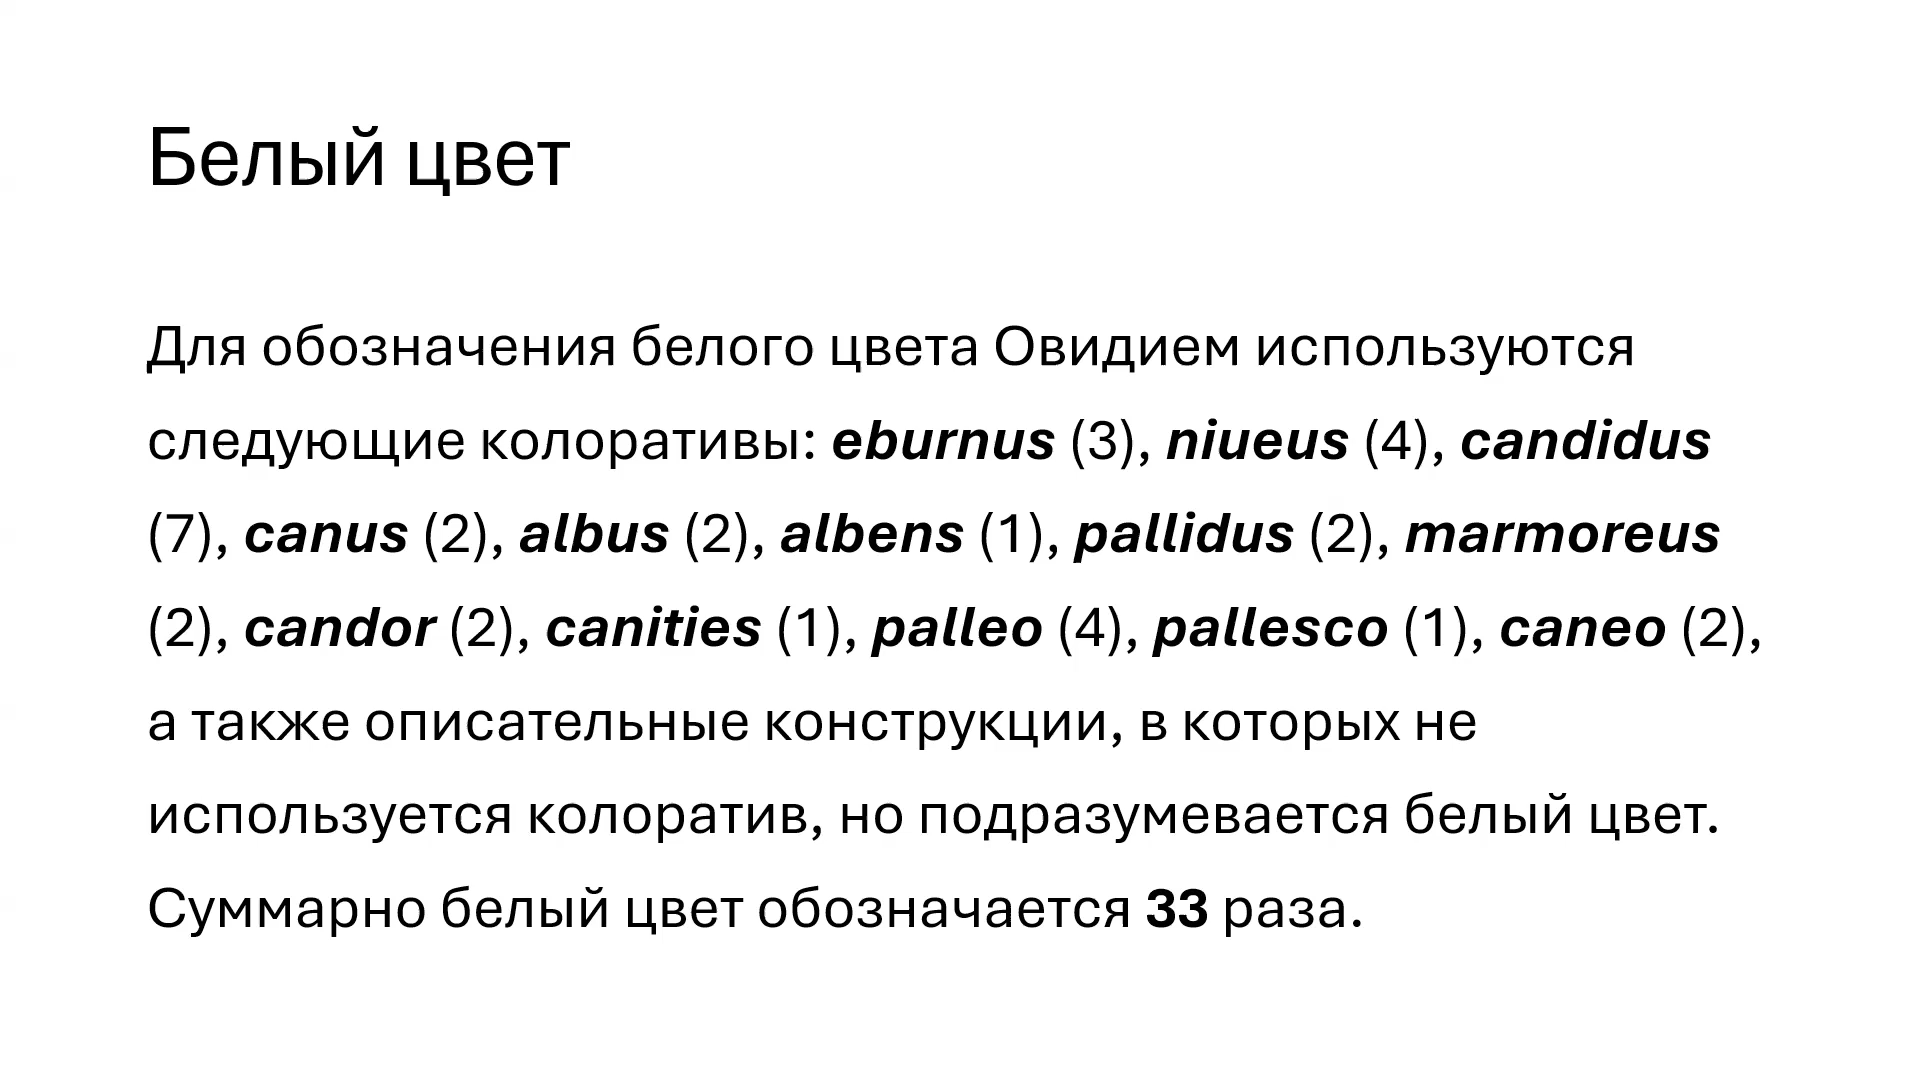 Белый цвет
Для обозначения белого цвета Овидием используются
следующие колоративы: eburnus (3), niueus (4), candidus
(7), canus (2), albus (2), albens (1), pallidus (2), marmoreus
(2), candor (2), canities (1), palleo (4), pallesco (1), caneo (2),
а также описательные конструкции, в которых не
используется колоратив, но подразумевается белый цвет.
Суммарно белый цвет обозначается 33 раза.